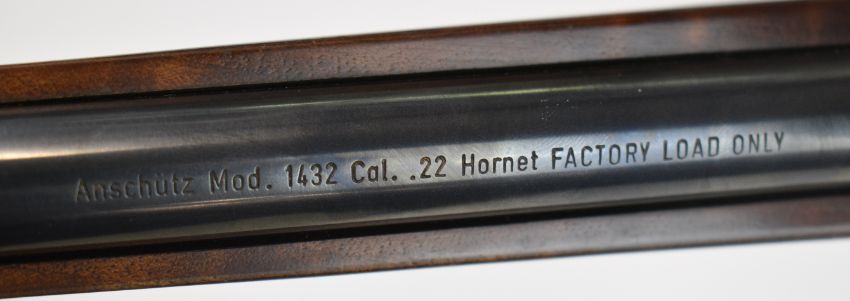 Anschütz Mod. 1432 Cal. .22 Hornet FACTORY LOAD ONLY